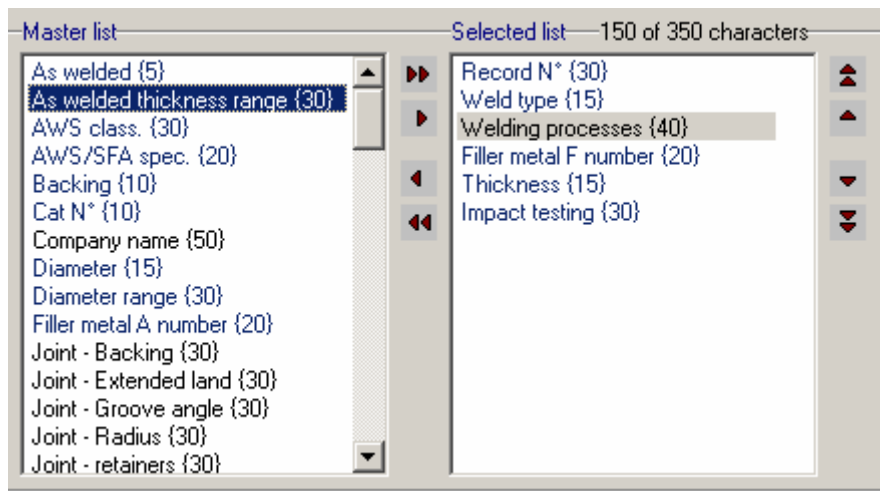 Master list
As welded {5}
As welded thickness range {30}
AWS class. {30}
AWS/SFA spec. {20}
Backing {10}
Cat N° {10}
Company name {50}
Diameter {15}
Diameter range {30}
Filler metal A number {20}
Joint - Backing {30}
Joint - Extended land {30}
Joint - Groove angle {30}
Joint - Radius {30}
Joint - retainers {30}
Selected list 150 of 350 characters
Record N° {30}
Weld type {15}
Welding processes {40}
Filler metal F number {20}
Thickness {15}
Impact testing {30}